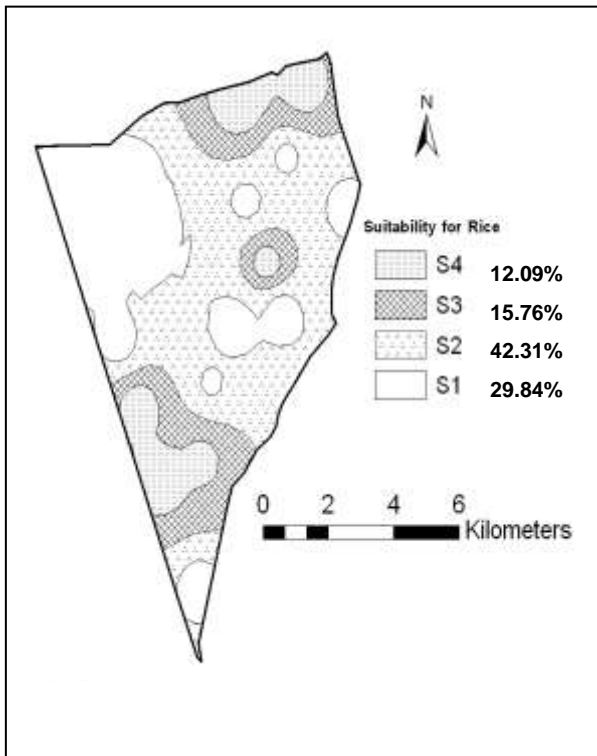 N
Suitability for Rice
S4 12.09%
S3 15.76%
S2 42.31%
S1 29.84%
0 2 4 6
Kilometers